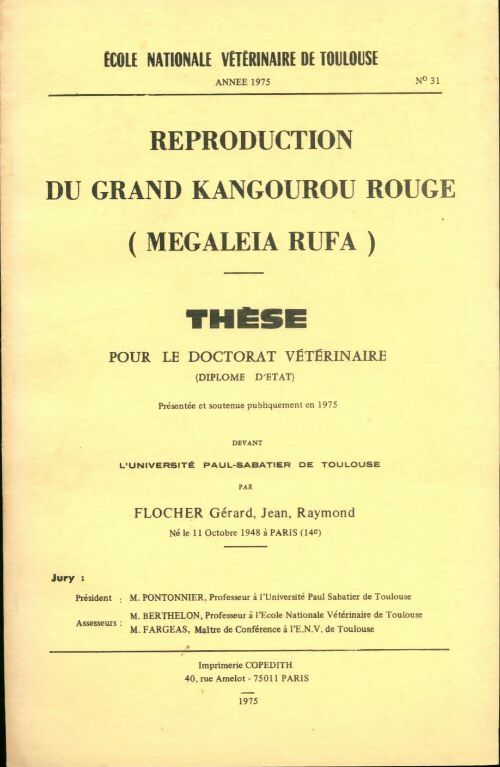 ÉCOLE NATIONALE VÉTÉRINAIRE DE TOULOUSE
ANNEE 1975 Nº 31
REPRODUCTION
DU GRAND KANGOUROU ROUGE
( MEGALEIA RUFA )
THÈSE
POUR LE DOCTORAT VÉTÉRINAIRE
(DIPLOME D'ETAT)
Présentée et soutenue publiquement en 1975
DEVANT
L'UNIVERSITÉ PAUL-SABATIER DE TOULOUSE
PAR
FLOCHER Gérard, Jean, Raymond
Né le 11 Octobre 1948 à PARIS (14e)
Jury :
Président : M. PONTONNIER, Professeur à l'Université Paul Sabatier de Toulouse
Assesseurs : M. BERTHELON, Professeur à l'Ecole Nationale Vétérinaire de Toulouse
M. FARGEAS, Maître de Conférence à l'E.N.V. de Toulouse
Imprimerie COPEDITH
40, rue Amelot - 75011 PARIS
1975